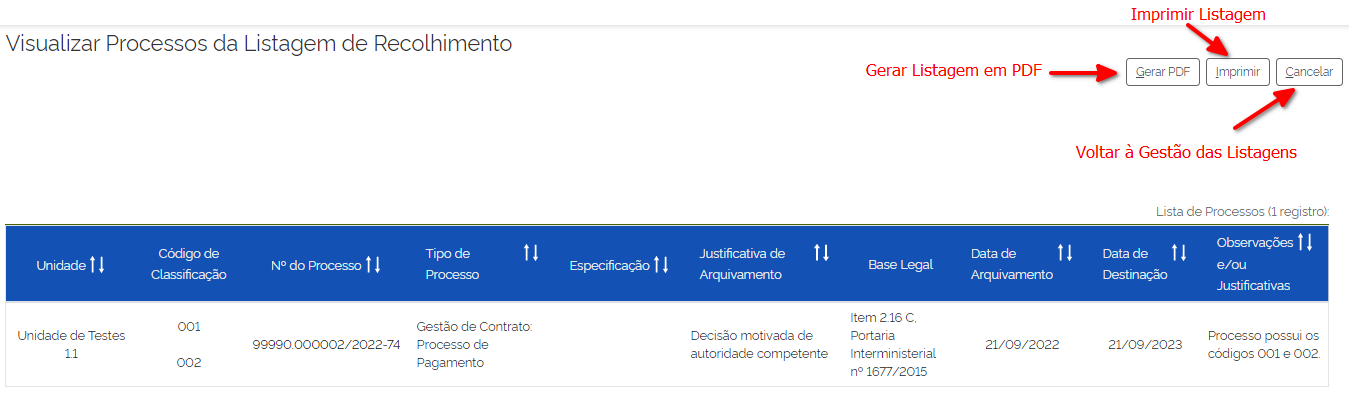 Imprimir Listagem
Visualizar Processos da Listagem de Recolhimento
Gerar Listagem em PDF
Gerar PDF
Imprimir
Cancelar
Voltar à Gestão das Listagens
Lista de Processos (1 registro):
Unidade
Código de
Classificação
Nº do Processo
Tipo de
Processo
Especificação
Justificativa de
Arquivamento
Base Legal
Data de
Arquivamento
Data de
Destinação
Observações
e/ou
Justificativas
Unidade de Testes
1.1
001
002
99990.000002/2022-74
Gestão de Contrato:
Processo de
Pagamento
Decisão motivada de
autoridade competente
Item 2.16 C,
Portaria
Interministerial
nº 1677/2015
21/09/2022
21/09/2023
Processo possui os
códigos 001 e 002.